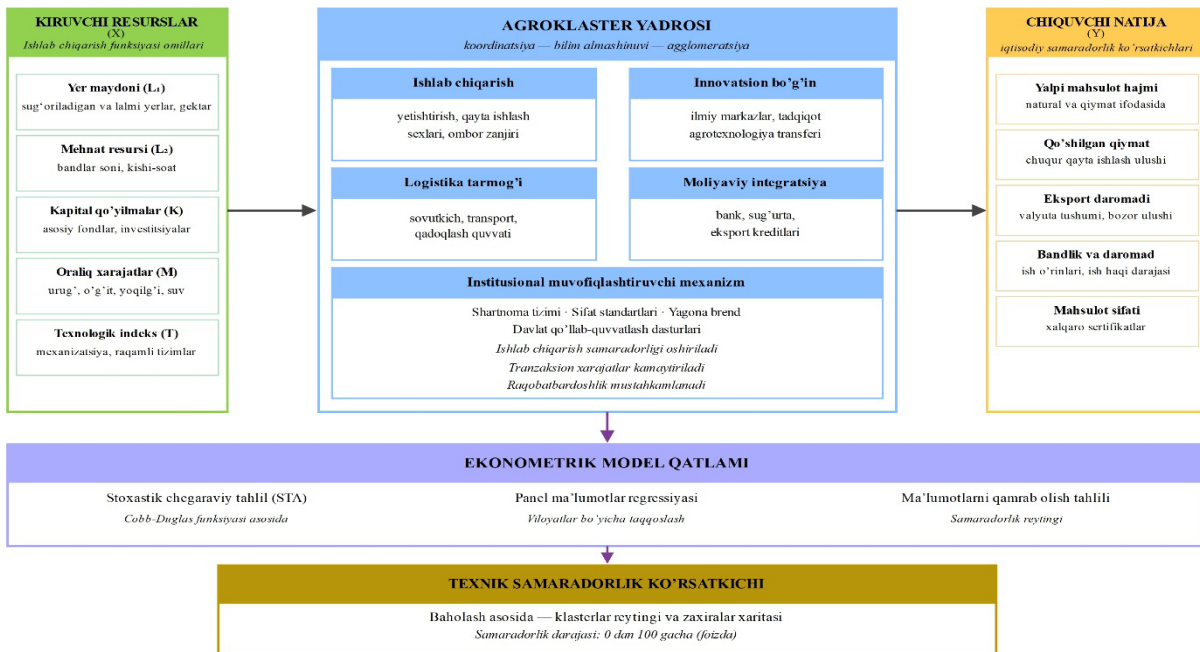 KIRUVCHI RESURSLAR
(X)
Ishlab chiqarish funksiyasi omillari
Yer maydoni (L₁)
sug‘oriladigan va lalmi yerlar, gektar
Mehnat resursi (L₂)
bandlar soni, kishi-soat
Kapital qo’yilmalar (K)
asosiy fondlar, investitsiyalar
Oraliq xarajatlar (M)
urug’, o’g’it, yoqilg’i, suv
Texnologik indeks (T)
mexanizatsiya, raqamli tizimlar
AGROKLASTER YADROSI
koordinatsiya — bilim almashinuvi — agglomeratsiya
Ishlab chiqarish
yetishtirish, qayta ishlash
sexlari, ombor zanjiri
Innovatsion bo’g’in
ilmiy markazlar, tadqiqot
agrotexnologiya transferi
Logistika tarmog’i
sovutkich, transport,
qadoqlash quvvati
Moliyaviy integratsiya
bank, sug’urta,
eksport kreditlari
Institusional muvofiqlashtiruvchi mexanizm
Shartnoma tizimi · Sifat standartlari · Yagona brend
Davlat qo’llab-quvvatlash dasturlari
Ishlab chiqarish samaradorligi oshiriladi
Tranzaksion xarajatlar kamaytiriladi
Raqobatbardoshlik mustahkamlanadi
CHIQUVCHI NATIJA
(Y)
iqtisodiy samaradorlik ko’rsatkichlari
Yalpi mahsulot hajmi
natural va qiymat ifodasida
Qo’shilgan qiymat
chuqur qayta ishlash ulushi
Eksport daromadi
valyuta tushumi, bozor ulushi
Bandlik va daromad
ish o’rinlari, ish haqi darajasi
Mahsulot sifati
xalqaro sertifikatlar
EKONOMETRIK MODEL QATLAMI
Stoxastik chegaraviy tahlil (STA)
Cobb-Duglas funksiyasi asosida
Panel ma’lumotlar regressiyasi
Viloyatlar bo’yicha taqqoslash
Ma’lumotlarni qamrab olish tahlili
Samaradorlik reytingi
TEXNIK SAMARADORLIK KO’RSATKICHI
Baholash asosida — klasterlar reytingi va zaxiralar xaritasi
Samaradorlik darajasi: 0 dan 100 gacha (foizda)